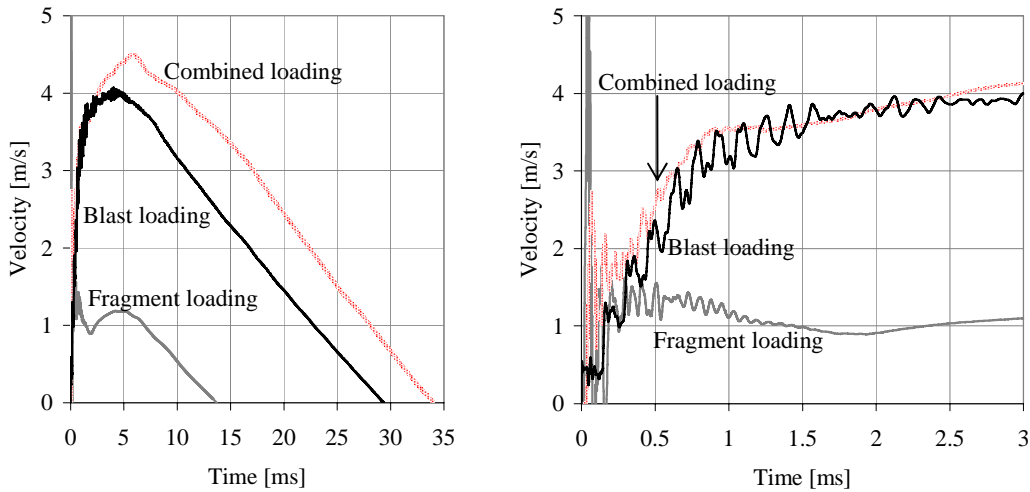 5
4
3
2
1
0
Velocity [m/s]
Combined loading
Blast loading
Fragment loading
0 5 10 15 20 25 30 35
Time [ms]
5
4
3
2
1
0
Velocity [m/s]
Combined loading
Blast loading
Fragment loading
0 0.5 1 1.5 2 2.5 3
Time [ms]